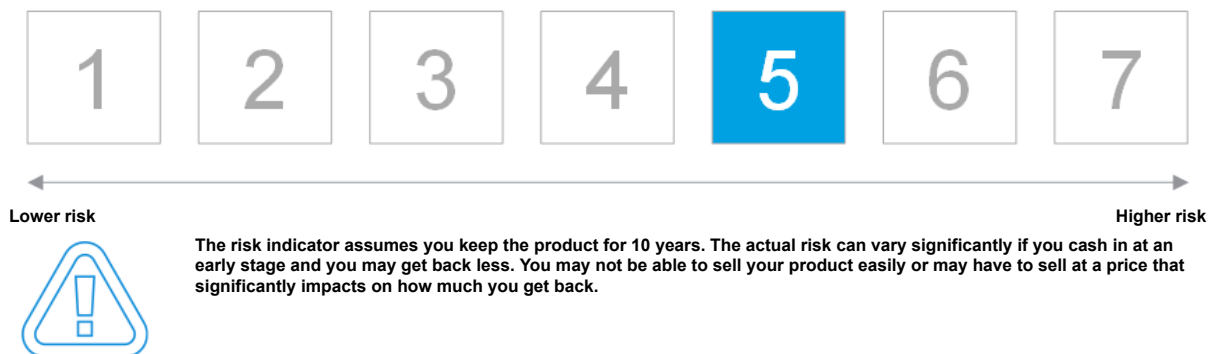 1 2 3 4 5 6 7
Lower risk Higher risk
The risk indicator assumes you keep the product for 10 years. The actual risk can vary significantly if you cash in at an
early stage and you may get back less. You may not be able to sell your product easily or may have to sell at a price that
significantly impacts on how much you get back.